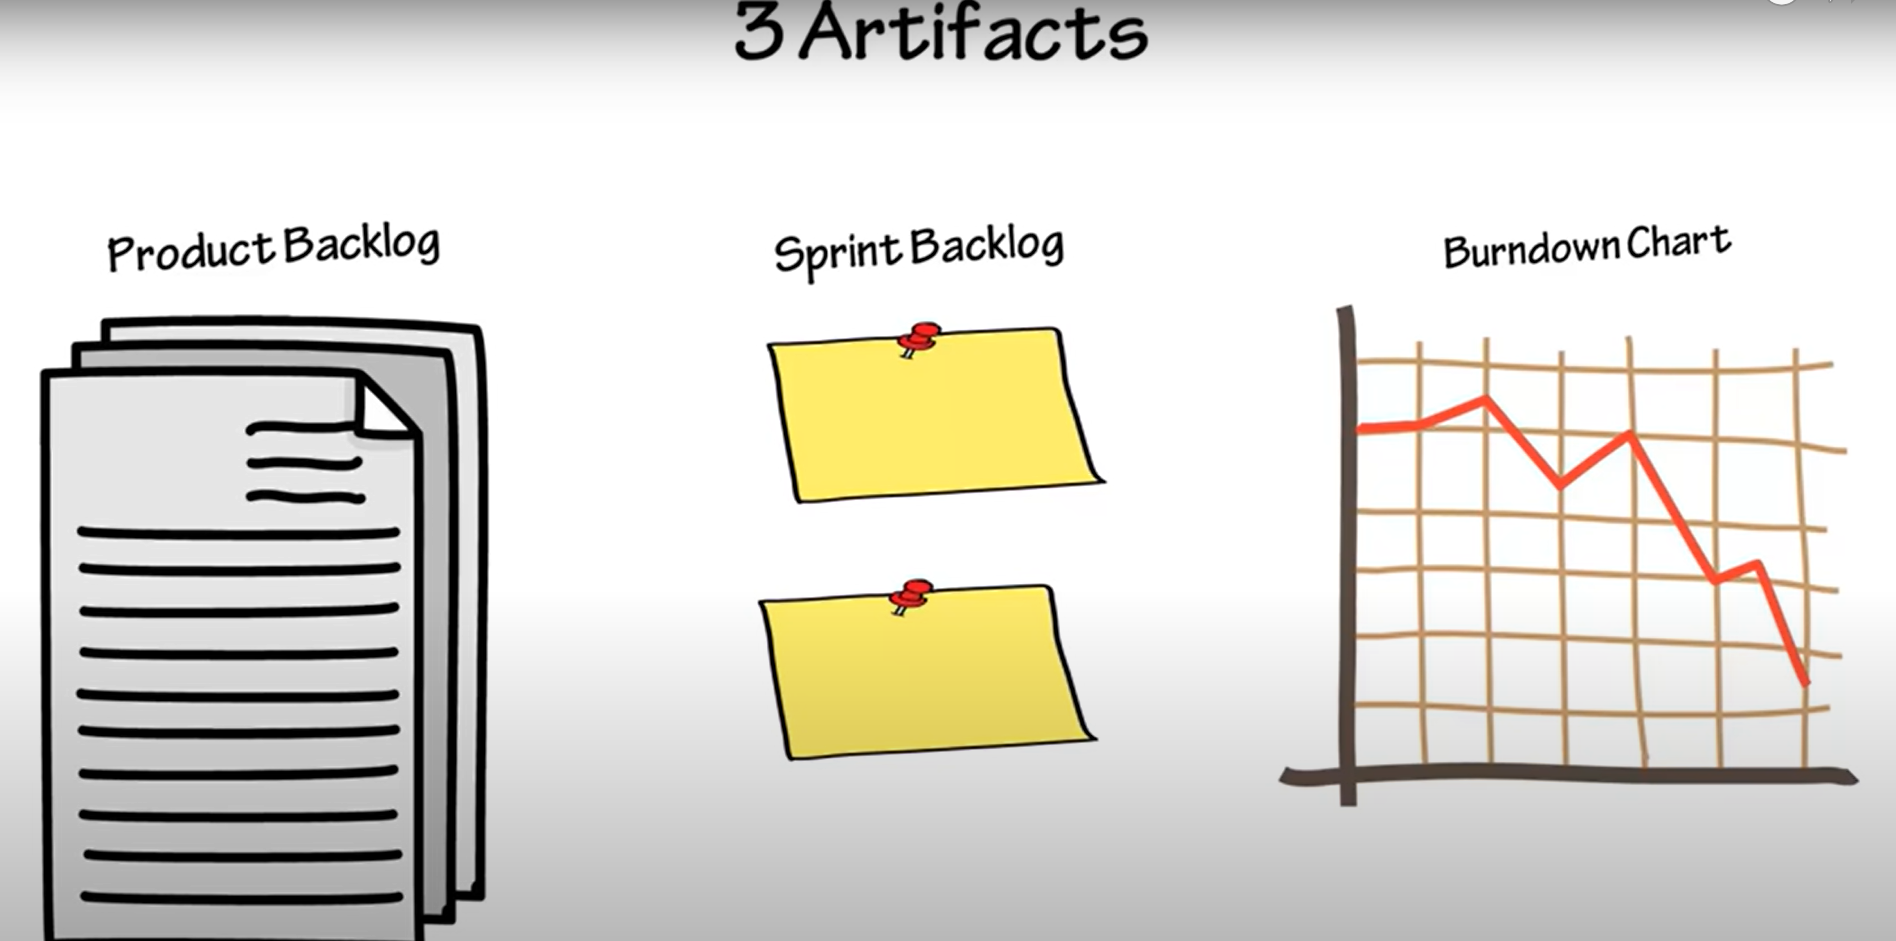 3 Artifacts
Product Backlog
Sprint Backlog
Burndown Chart